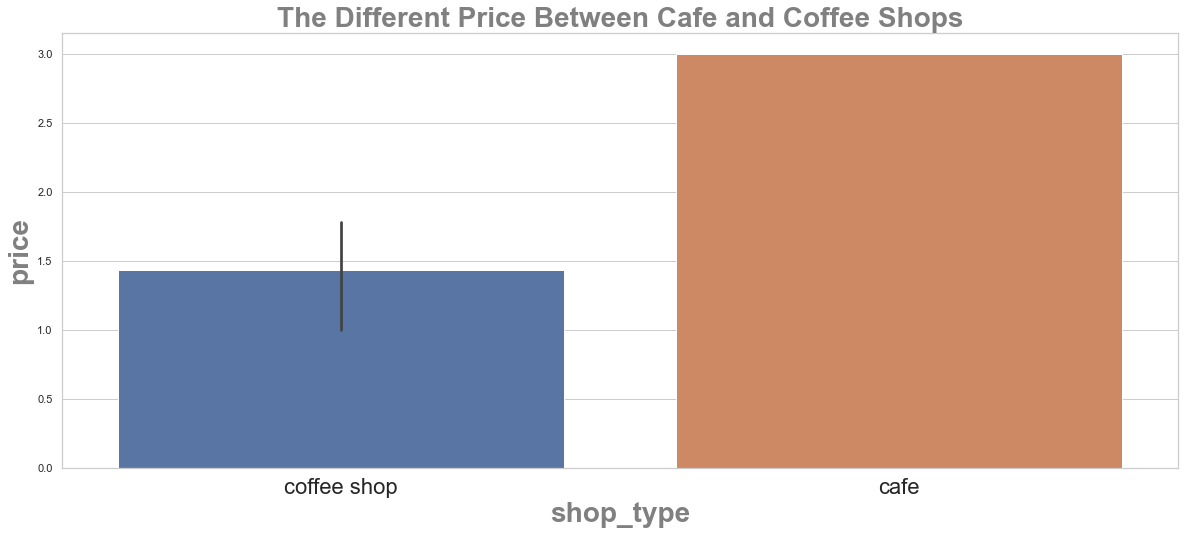 The Different Price Between Cafe and Coffee Shops
3.0
2.5
2.0
1.5
1.0
0.5
0.0
price
coffee shop
cafe
shop_type